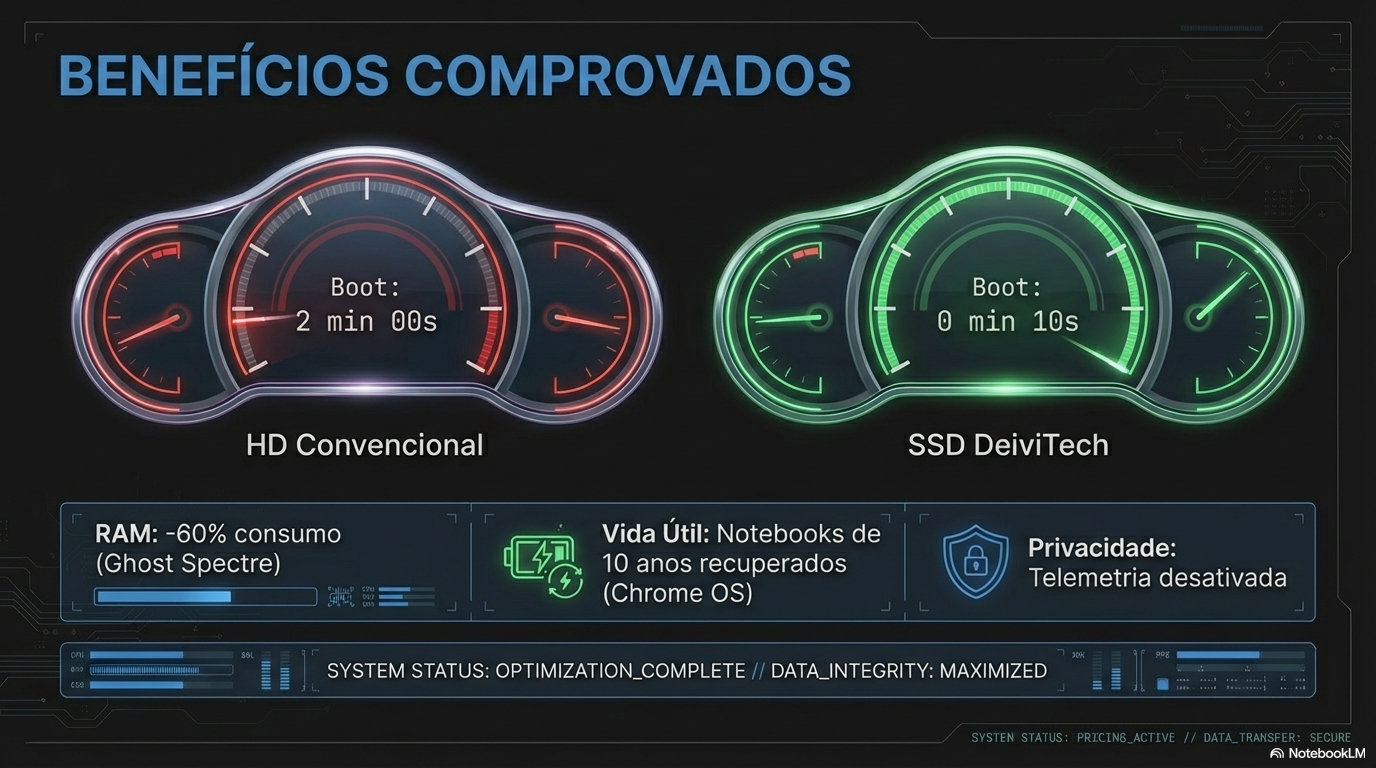 BENEFÍCIOS COMPROVADOS
Boot:
2 min 00s
HD Convencional
Boot:
0 min 10s
SSD DeiviTech
RAM: -60% consumo
(Ghost Spectre)
Vida Útil: Notebooks de
10 anos recuperados
(Chrome OS)
Privacidade:
Telemetria desativada
SYSTEM STATUS: OPTIMIZATION_COMPLETE // DATA_INTEGRITY: MAXIMIZED
SYSTEN STATUS: PRICING_ACTIVE // DATA_TRANSFER: SECURE
NotebookLM